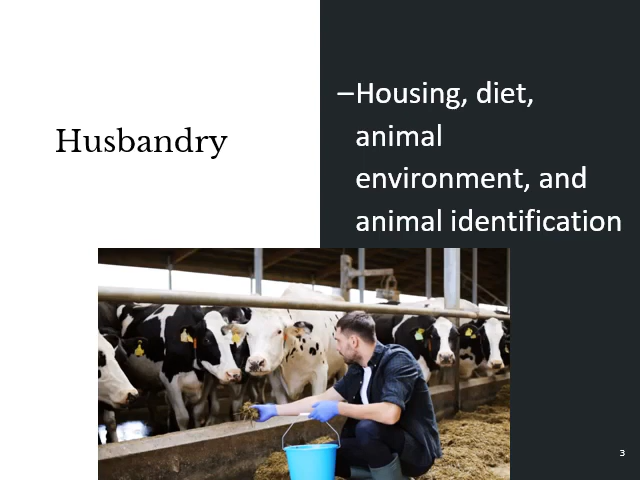 Husbandry
–Housing, diet,
animal
environment, and
animal identification
3